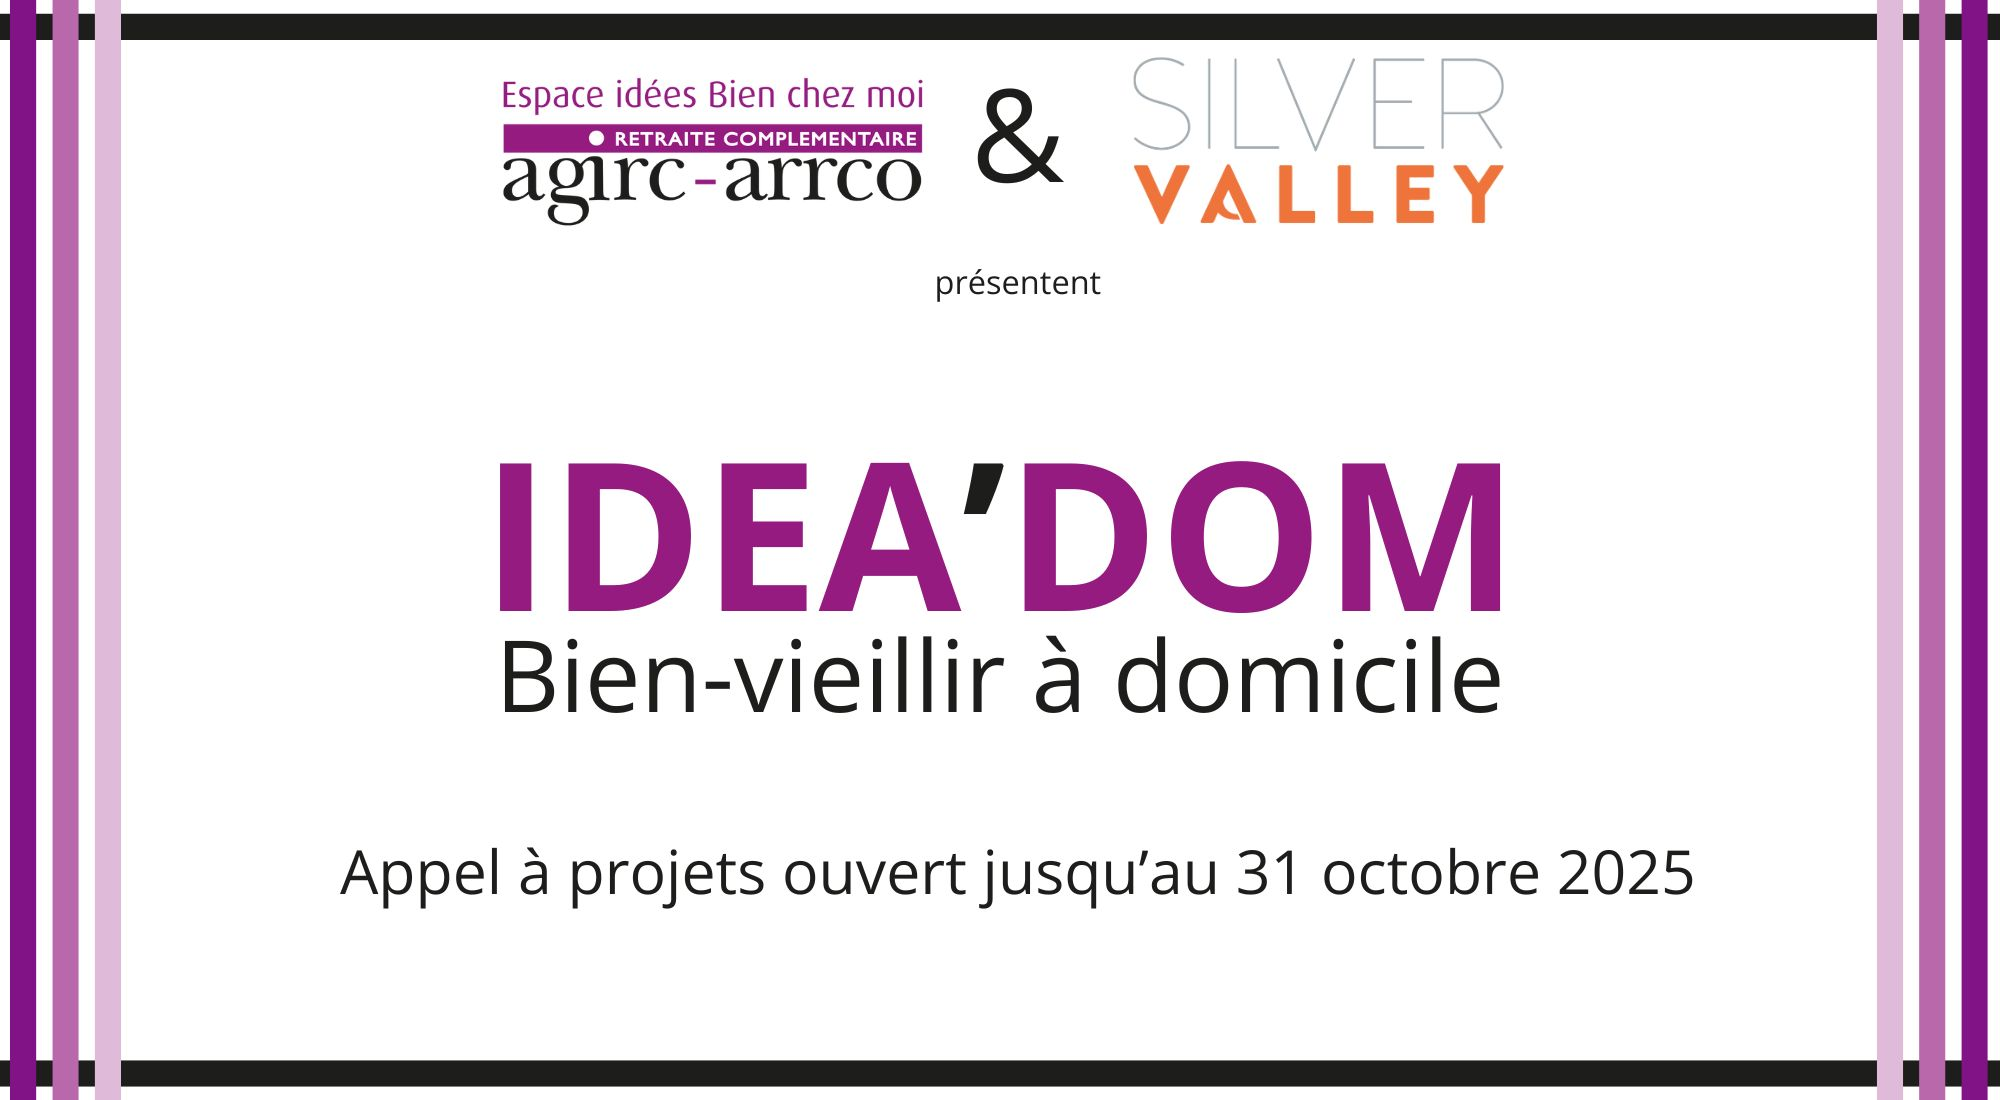 Espace idées Bien chez moi
RETRAITE COMPLEMENTAIRE
agirc-arrco
&
SILVER
VALLEY
présentent
IDEA’DOM
Bien-vieillir à domicile
Appel à projets ouvert jusqu’au 31 octobre 2025